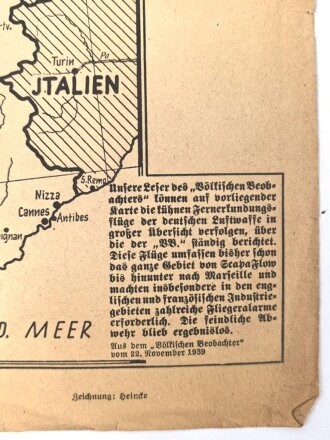 rtv.
Turin
Po
JTALIEN
S.Remo
Nizza
Cannes
Antibes
ignan
D. MEER
Unsere Leser des „Völkischen Beob-
achters" können auf vorliegender
Karte die kühnen Fernerkundungs-
flüge der deutschen Luftwaffe in
großer Übersicht verfolgen, über
die der „VB." ständig berichtet.
Diese Flüge umfassen bisher schon
das ganze Gebiet von ScapaFlow
bis hinunter nach Marseille und
machten insbesondere in den eng-
lischen und französischen Industrie-
gebieten zahlreiche Fliegeralarme
erforderlich. Die feindliche Ab-
wehr blieb ergebnislos.
Aus dem „Völkischen Beobachter"
vom 22. November 1939
Zeichnung: Heincke